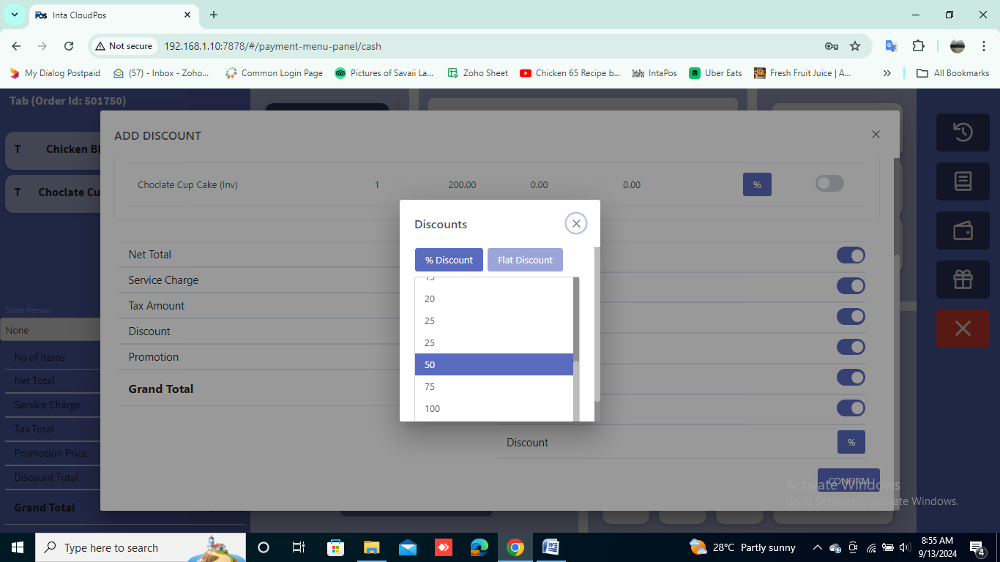 Inta CloudPos
Not secure 192.168.1.10:7878/#/payment-menu-panel/cash
My Dialog Postpaid (57) - Inbox - Zoho... Common Login Page Pictures of Savaii La... Zoho Sheet Chicken 65 Recipe b... IntaPos Uber Eats Fresh Fruit Juice | A... » All Bookmarks
Tab (Order Id: 501750)
ADD DISCOUNT
T Chicken
T Choclate Cu
Choclate Cup Cake (Inv) 1 200.00 0.00 0.00 %
Discounts
% Discount Flat Discount
15
20
25
25
50
75
100
Net Total
Service Charge
Tax Amount
Discount
Promotion
Grand Total
Discount %
CONFIRM
Sales Person
None
No of Items
Net Total
Service Charge
Tax Total
Promotion Price
Discount Total
Grand Total
Activate Windows
Go to Settings to activate Windows.
Type here to search
28°C Partly sunny
8:55 AM
9/13/2024
4